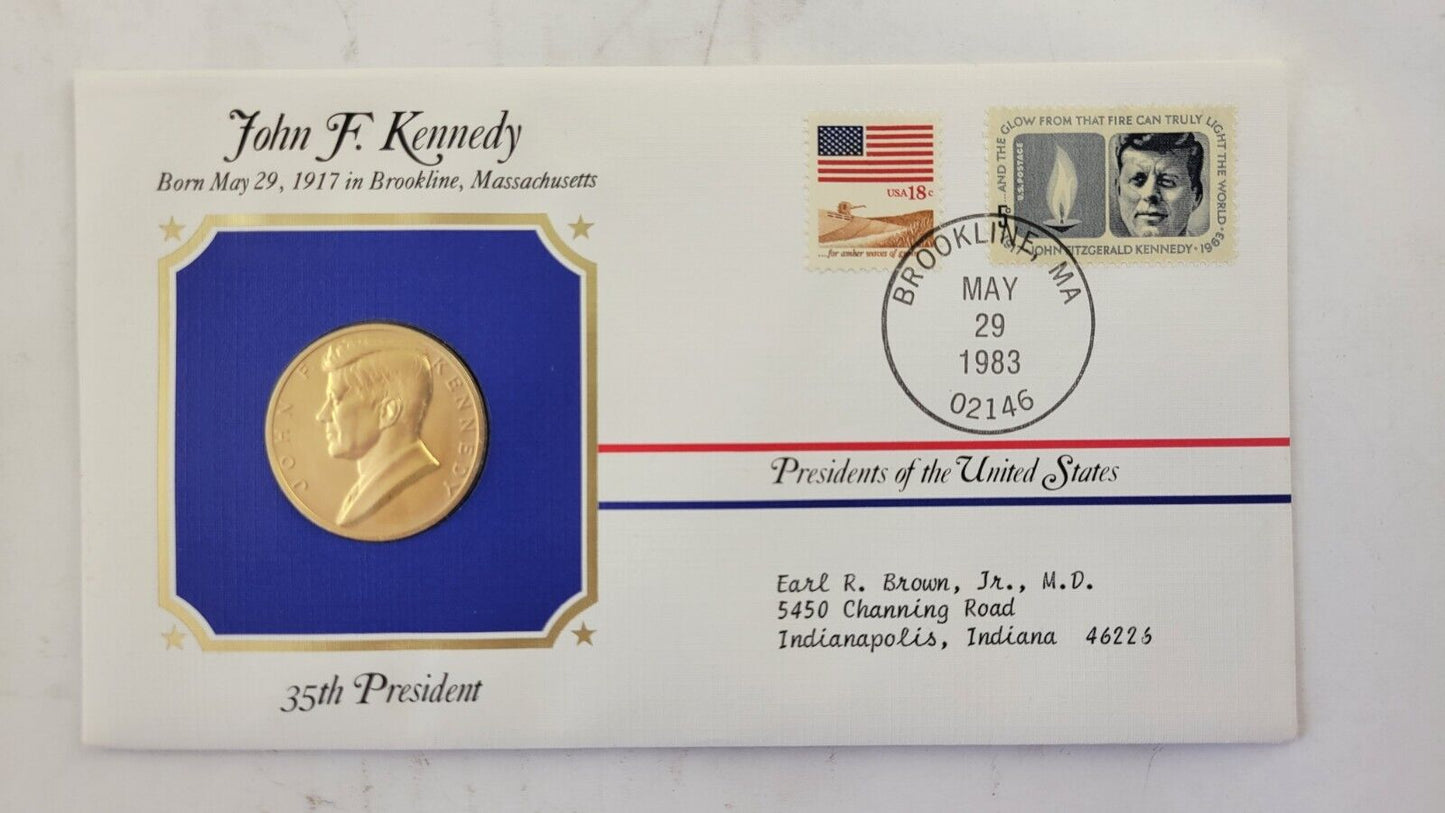 John F. Kennedy
Born May 29, 1917 in Brookline, Massachusetts
JOHN F KENNEDY
35th President
USA 18c
...for amber waves of
...AND THE GLOW FROM THAT FIRE CAN TRULY LIGHT THE WORLD.
U.S. POSTAGE
5¢
JOHN FITZGERALD KENNEDY · 1963
BROOKLINE, MA
MAY
29
1983
02146
Presidents of the United States
Earl R. Brown, Jr., M.D.
5450 Channing Road
Indianapolis, Indiana 46226